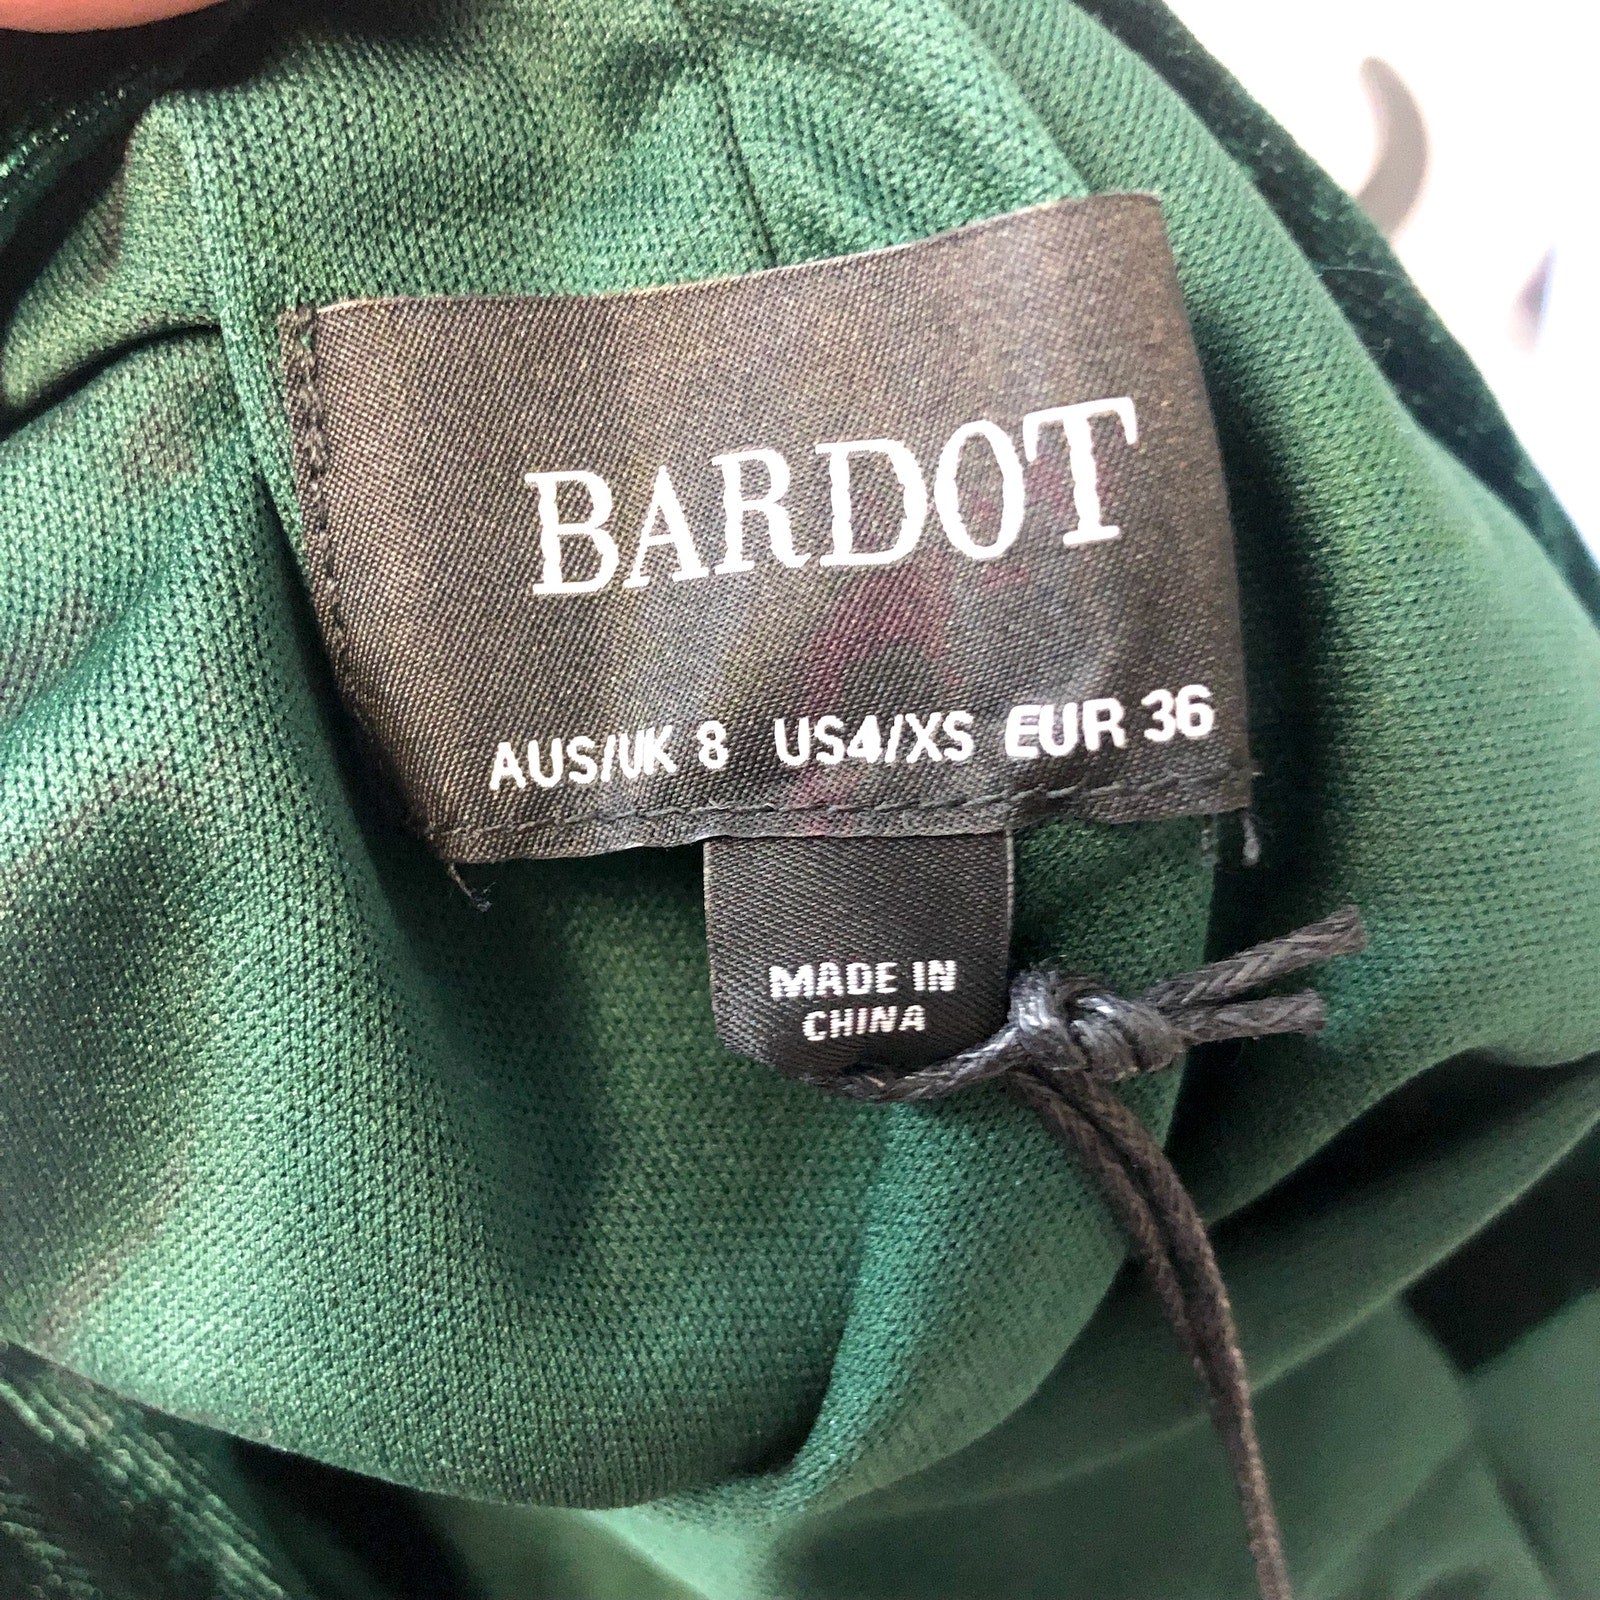 BARDOT
AUS/UK 8 US4/XS EUR 36
MADE IN
CHINA